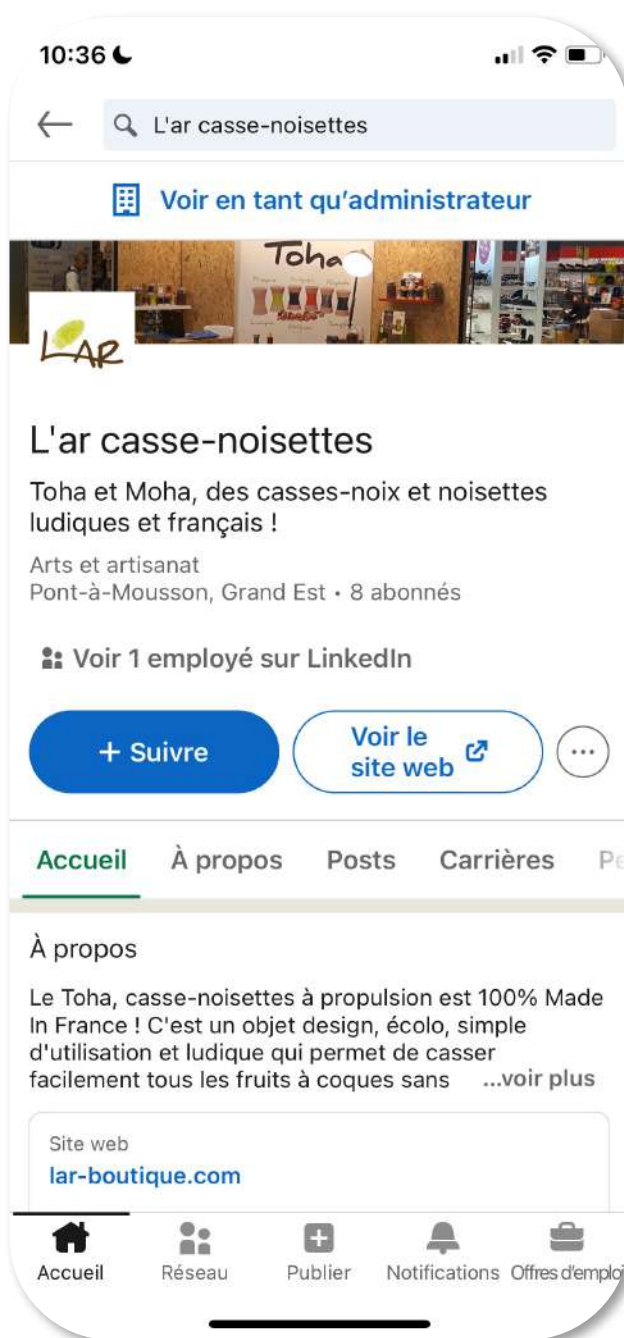 10:36
L'ar casse-noisettes
Voir en tant qu'administrateur
Toha
L'AR
L'ar casse-noisettes
Toha et Moha, des casses-noix et noisettes
ludiques et français !
Arts et artisanat
Pont-à-Mousson, Grand Est • 8 abonnés
Voir 1 employé sur LinkedIn
+ Suivre
Voir le
site web
Accueil À propos Posts Carrières
À propos
Le Toha, casse-noisettes à propulsion est 100% Made
In France ! C'est un objet design, écolo, simple
d'utilisation et ludique qui permet de casser
facilement tous les fruits à coques sans ...voir plus
Site web
lar-boutique.com
Accueil Réseau Publier Notifications Offres d'emploi